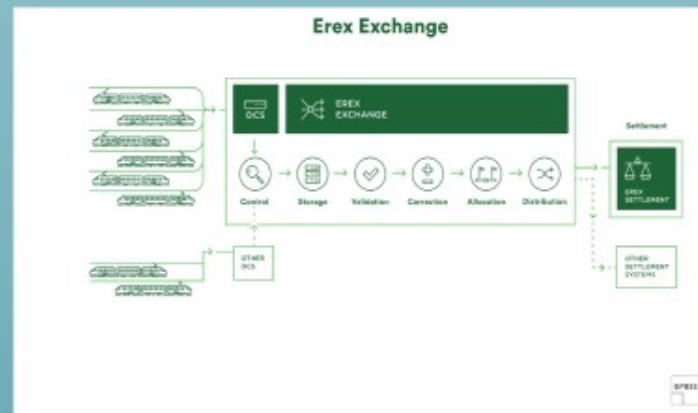 Erex Exchange
DCS
EREX
EXCHANGE
Control
Storage
Validation
Correction
Allocation
Distribution
Settlement
EREX
SETTLEMENT
OTHER
DCS
OTHER
SETTLEMENT
SYSTEMS